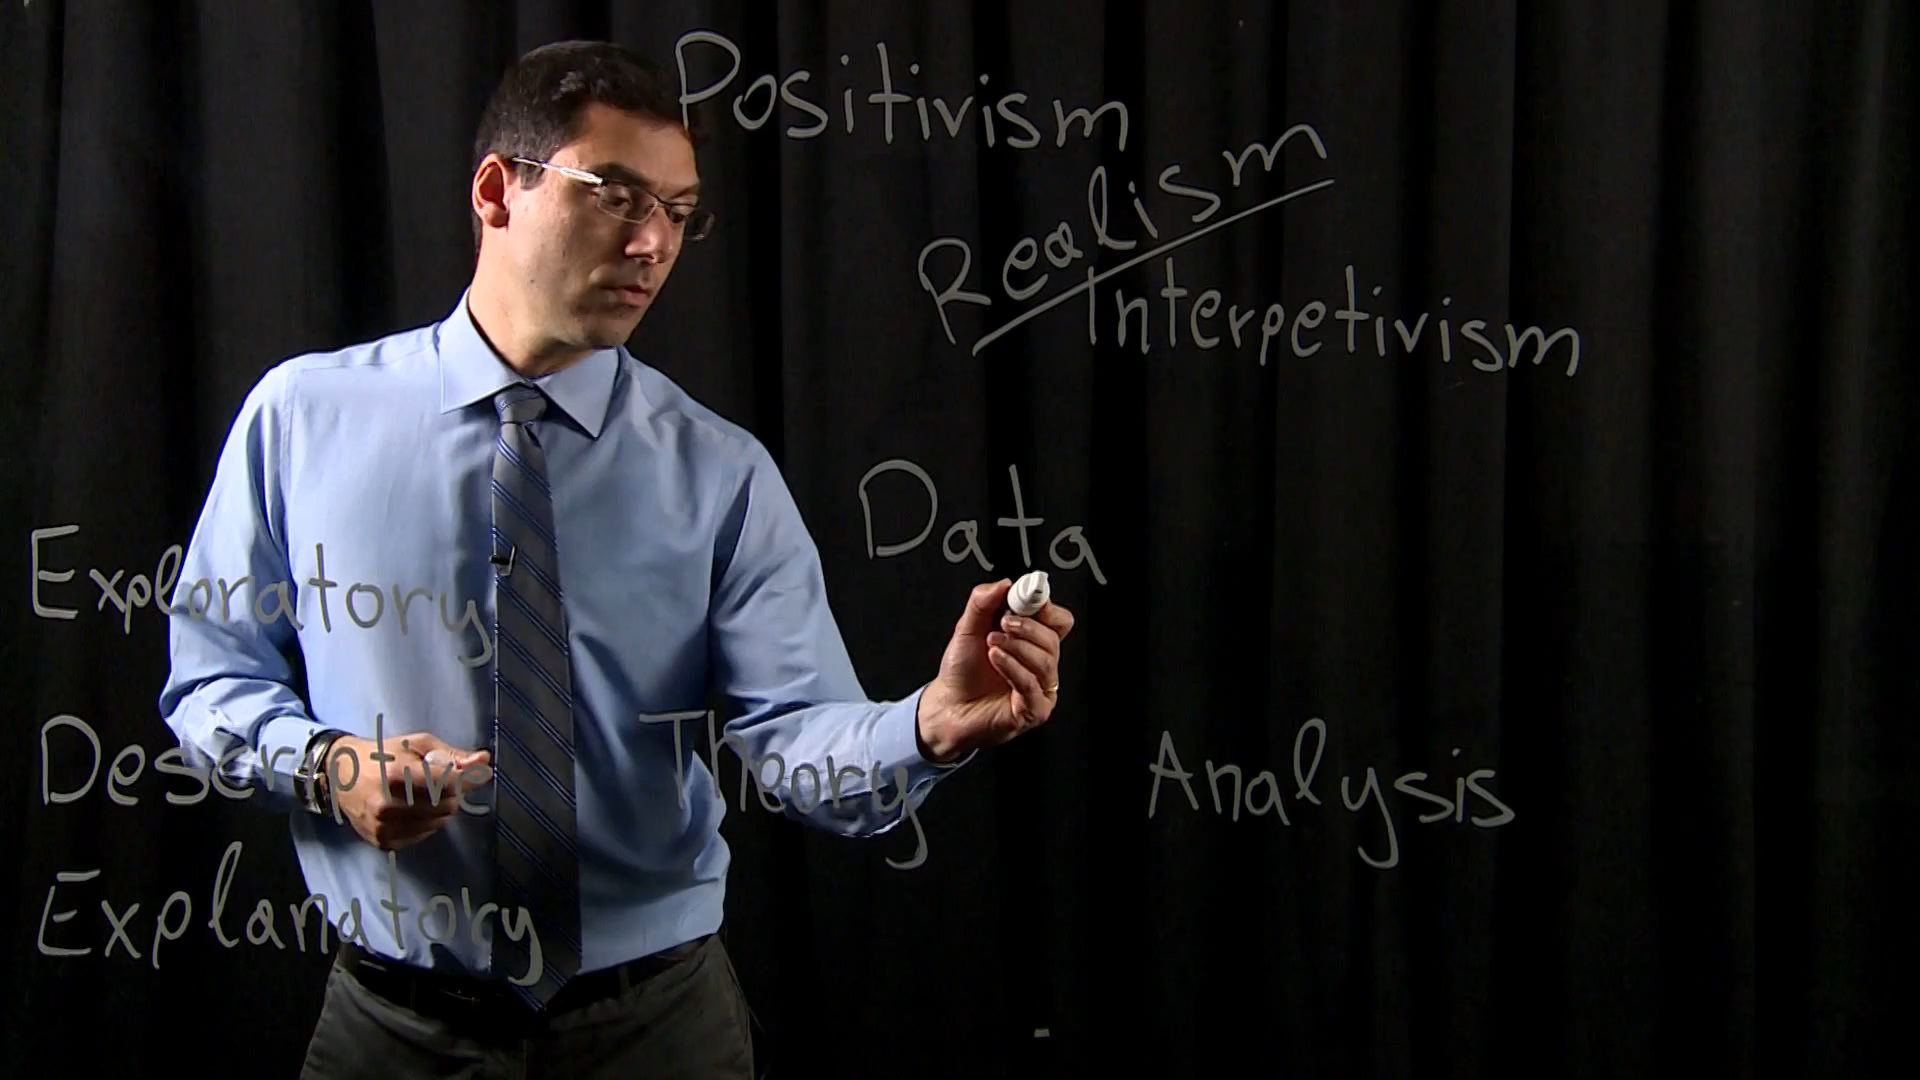 Positivism
Realism
Interpetivism
Data
Exploratory
Descriptive
Theory
Analysis
Explanatory